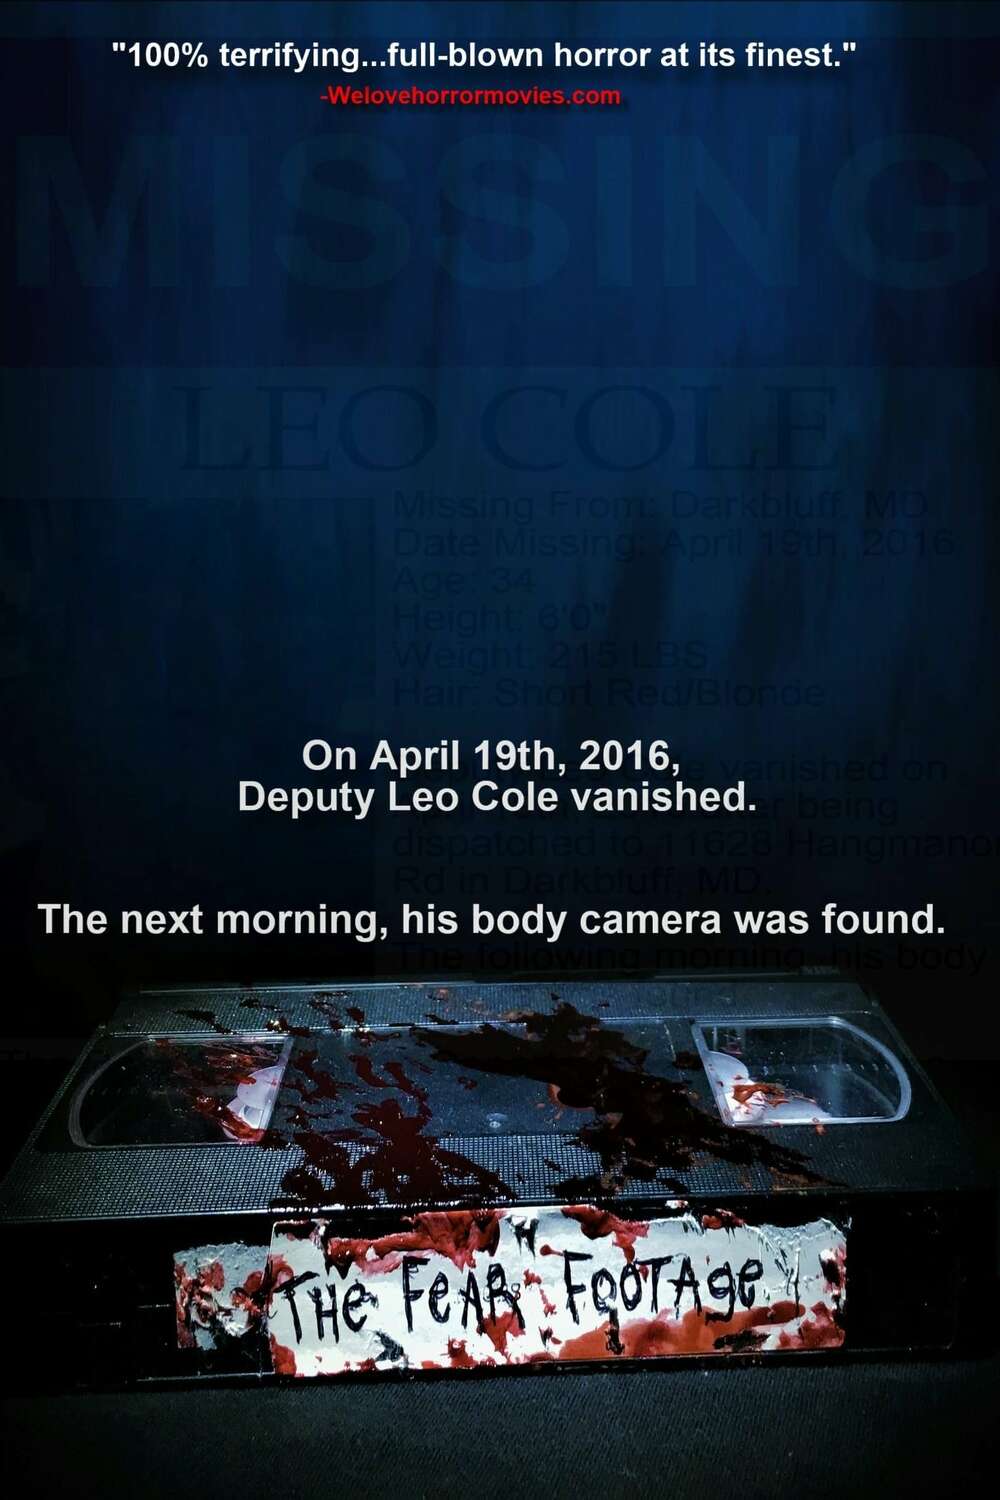 "100% terrifying...full-blown horror at its finest."
-Welovehorrormovies.com
MISSING
LEO COLE
Missing From: Darkbluff, MD
Date Missing: April 19th, 2016
Age: 34
Height: 6'0"
Weight: 215 LBS
Hair: Short Red/Blonde
On April 19th, 2016,
vanished on
Deputy Leo Cole vanished.
being
dispatched to 11628 Hangmanor
Rd in Darkbluff, MD.
The next morning, his body camera was found.
The following morning, his body
THE FEAR FOOTAGE